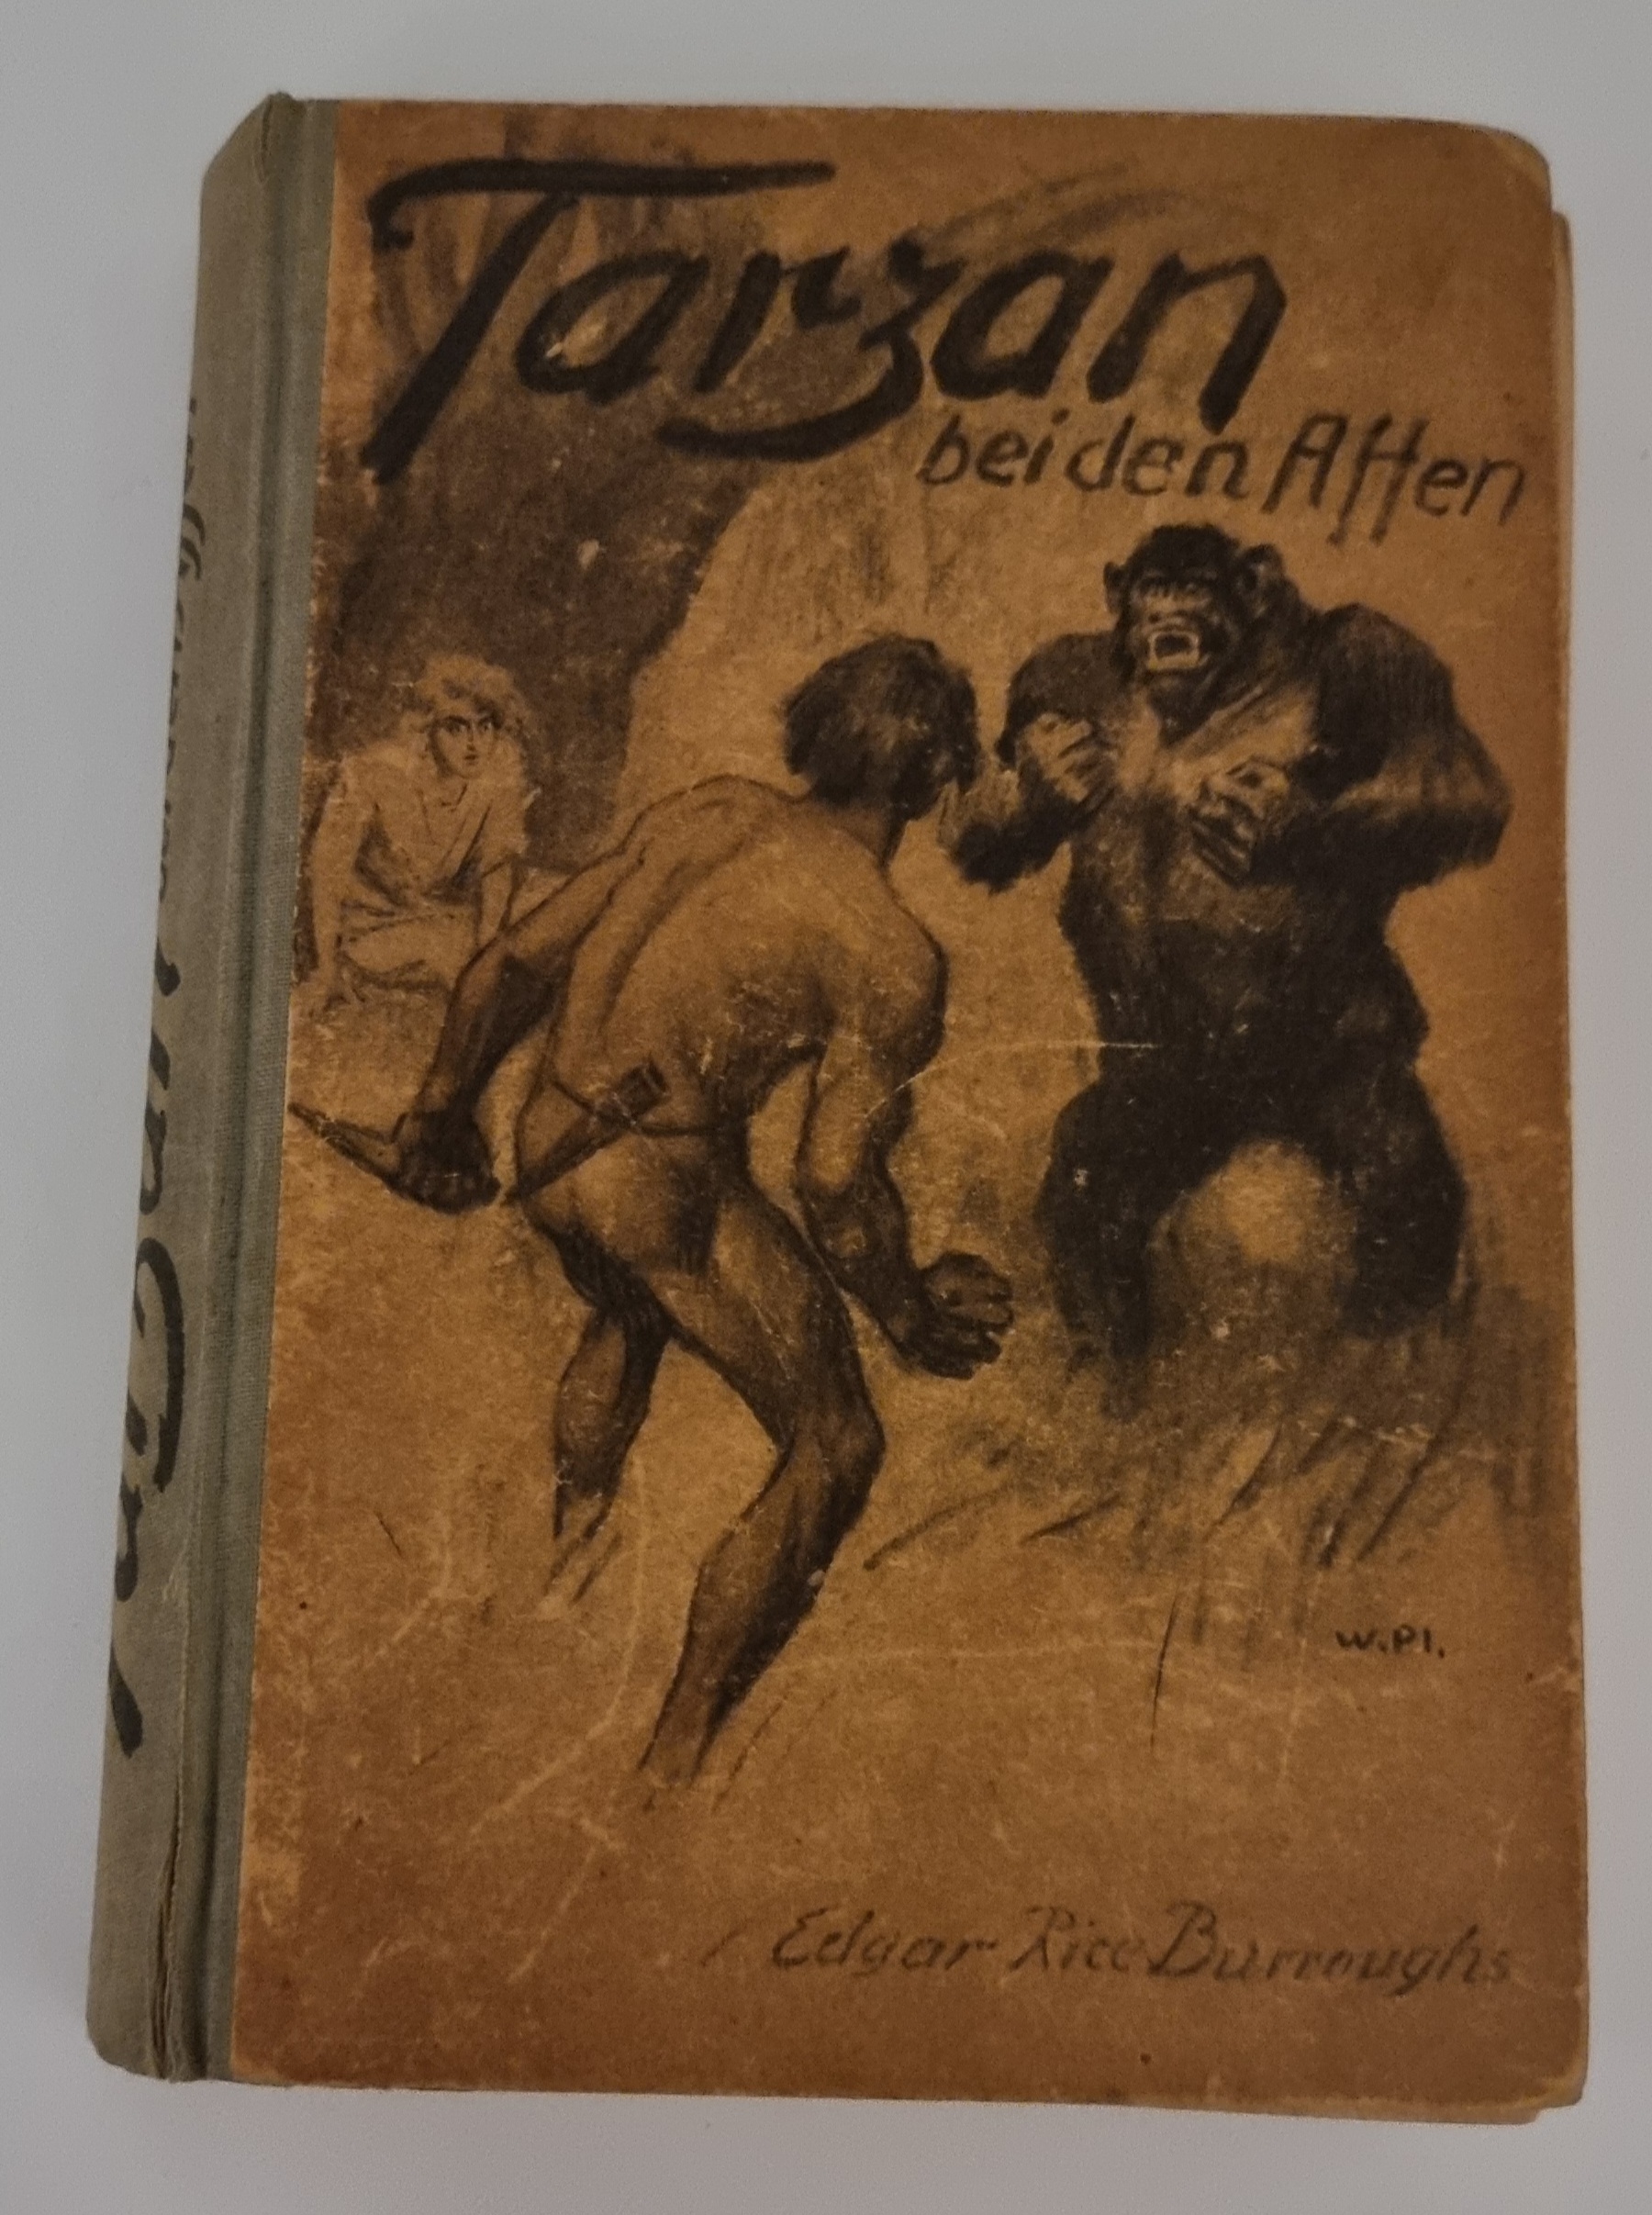 Tarzan
bei den Affen
W.Pl.
Edgar Rice Burroughs